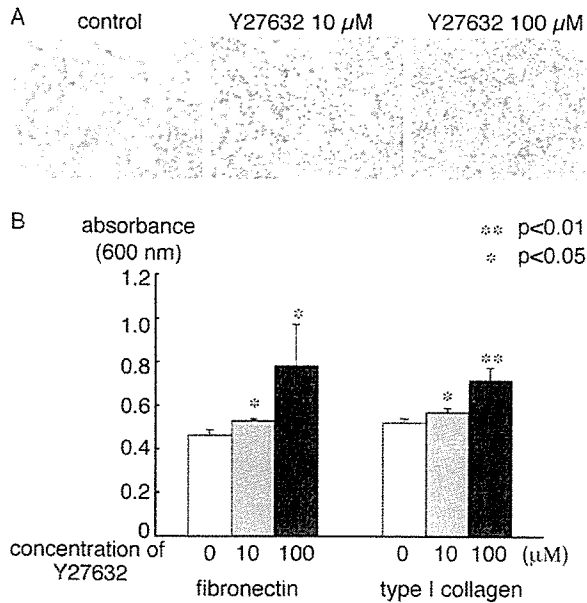 A
control Y27632 10 µM Y27632 100 µM
B
absorbance
(600 nm)
** p<0.01
* p<0.05
1.2
1.0
0.8
0.6
0.4
0.2
0
*
*
*
**
concentration of
Y27632
0 10 100 0 10 100 (µM)
fibronectin type I collagen